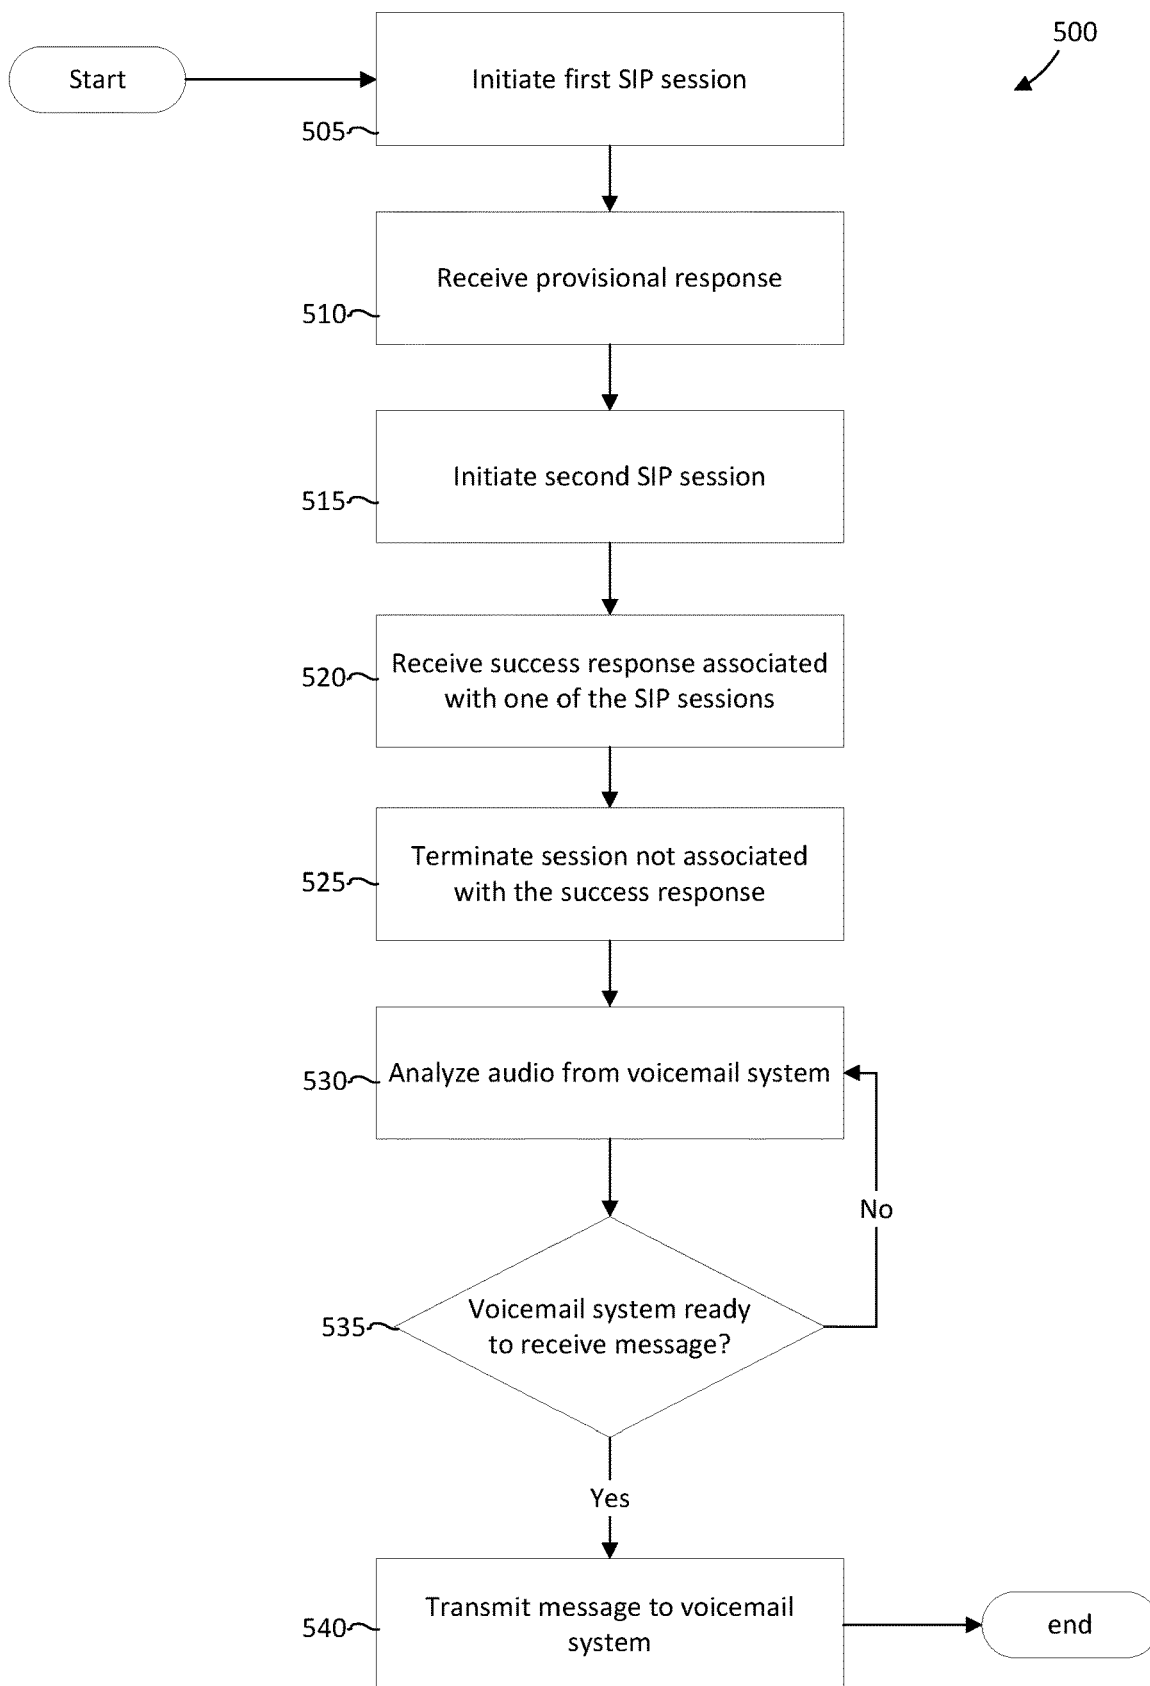 500
Start
Initiate first SIP session
505
Receive provisional response
510
Initiate second SIP session
515
Receive success response associated
with one of the SIP sessions
520
Terminate session not associated
with the success response
525
Analyze audio from voicemail system
530
No
Voicemail system ready
to receive message?
535
Yes
Transmit message to voicemail
system
540
end